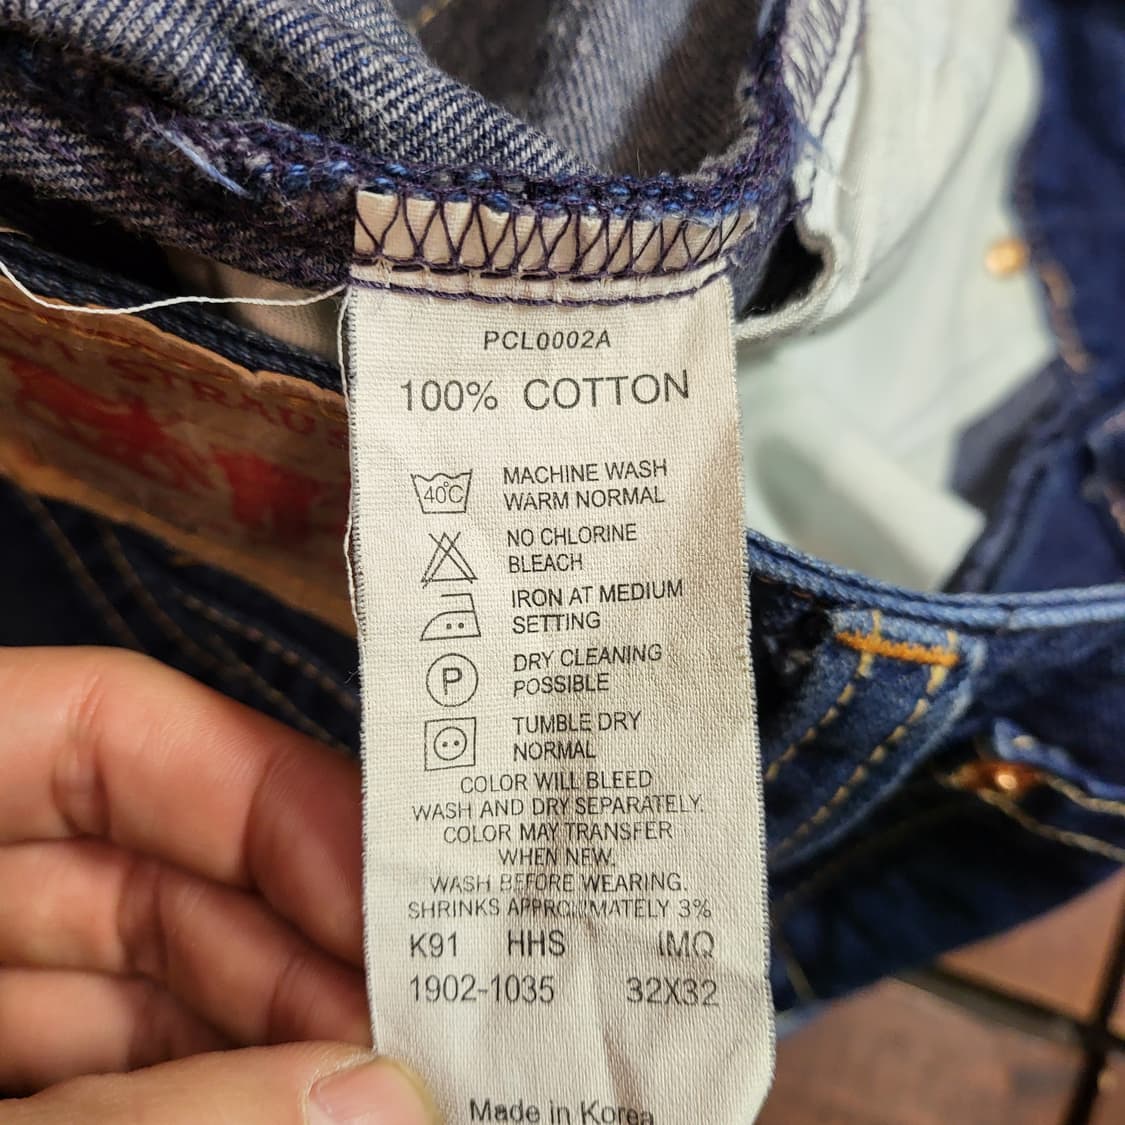 PCL0002A
100% COTTON
40°C
MACHINE WASH
WARM NORMAL
NO CHLORINE
BLEACH
IRON AT MEDIUM
SETTING
P
DRY CLEANING
POSSIBLE
TUMBLE DRY
NORMAL
COLOR WILL BLEED
WASH AND DRY SEPARATELY.
COLOR MAY TRANSFER
WHEN NEW.
WASH BEFORE WEARING.
SHRINKS APPROXIMATELY 3%
K91 HHS IMQ
1902-1035 32X32
Made in Korea
STRAUS